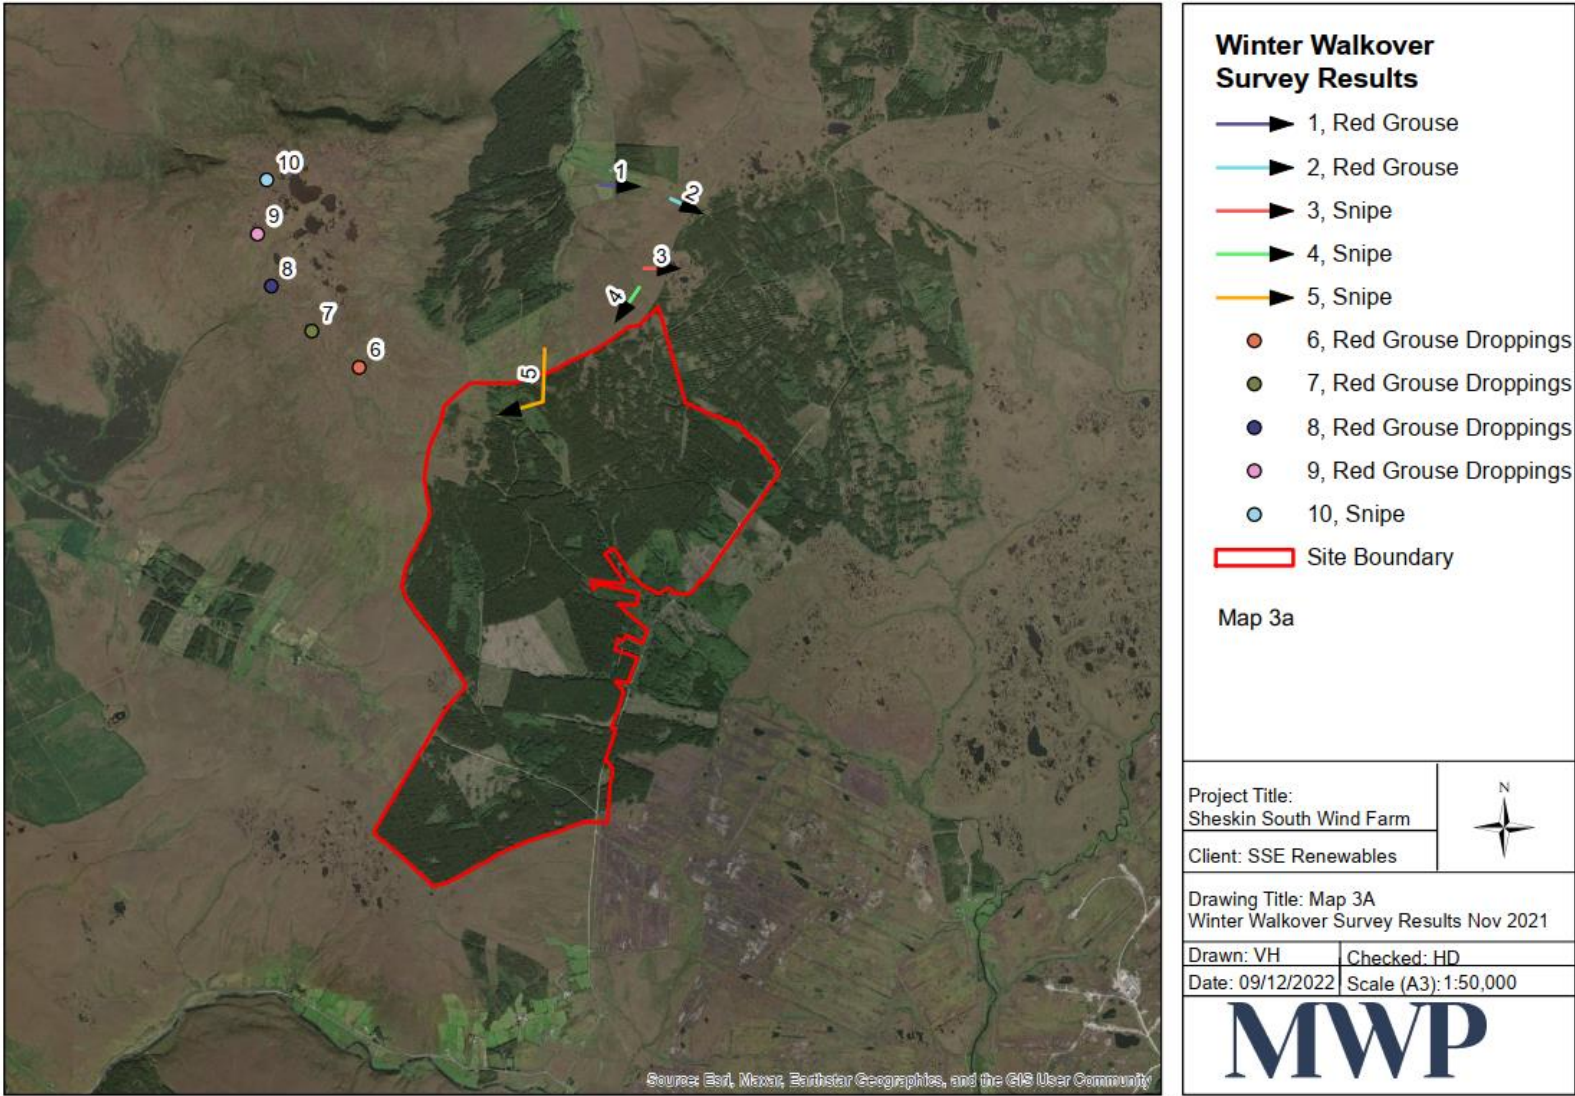 10
9
8
7
6
1
2
3
4
5
Source: Esri, Maxar, Earthstar Geographics, and the GIS User Community
Winter Walkover
Survey Results
1, Red Grouse
2, Red Grouse
3, Snipe
4, Snipe
5, Snipe
6, Red Grouse Droppings
7, Red Grouse Droppings
8, Red Grouse Droppings
9, Red Grouse Droppings
10, Snipe
Site Boundary
Map 3a
Project Title:
Sheskin South Wind Farm
N
Client: SSE Renewables
Drawing Title: Map 3A
Winter Walkover Survey Results Nov 2021
Drawn: VH
Checked: HD
Date: 09/12/2022
Scale (A3): 1:50,000
MWP